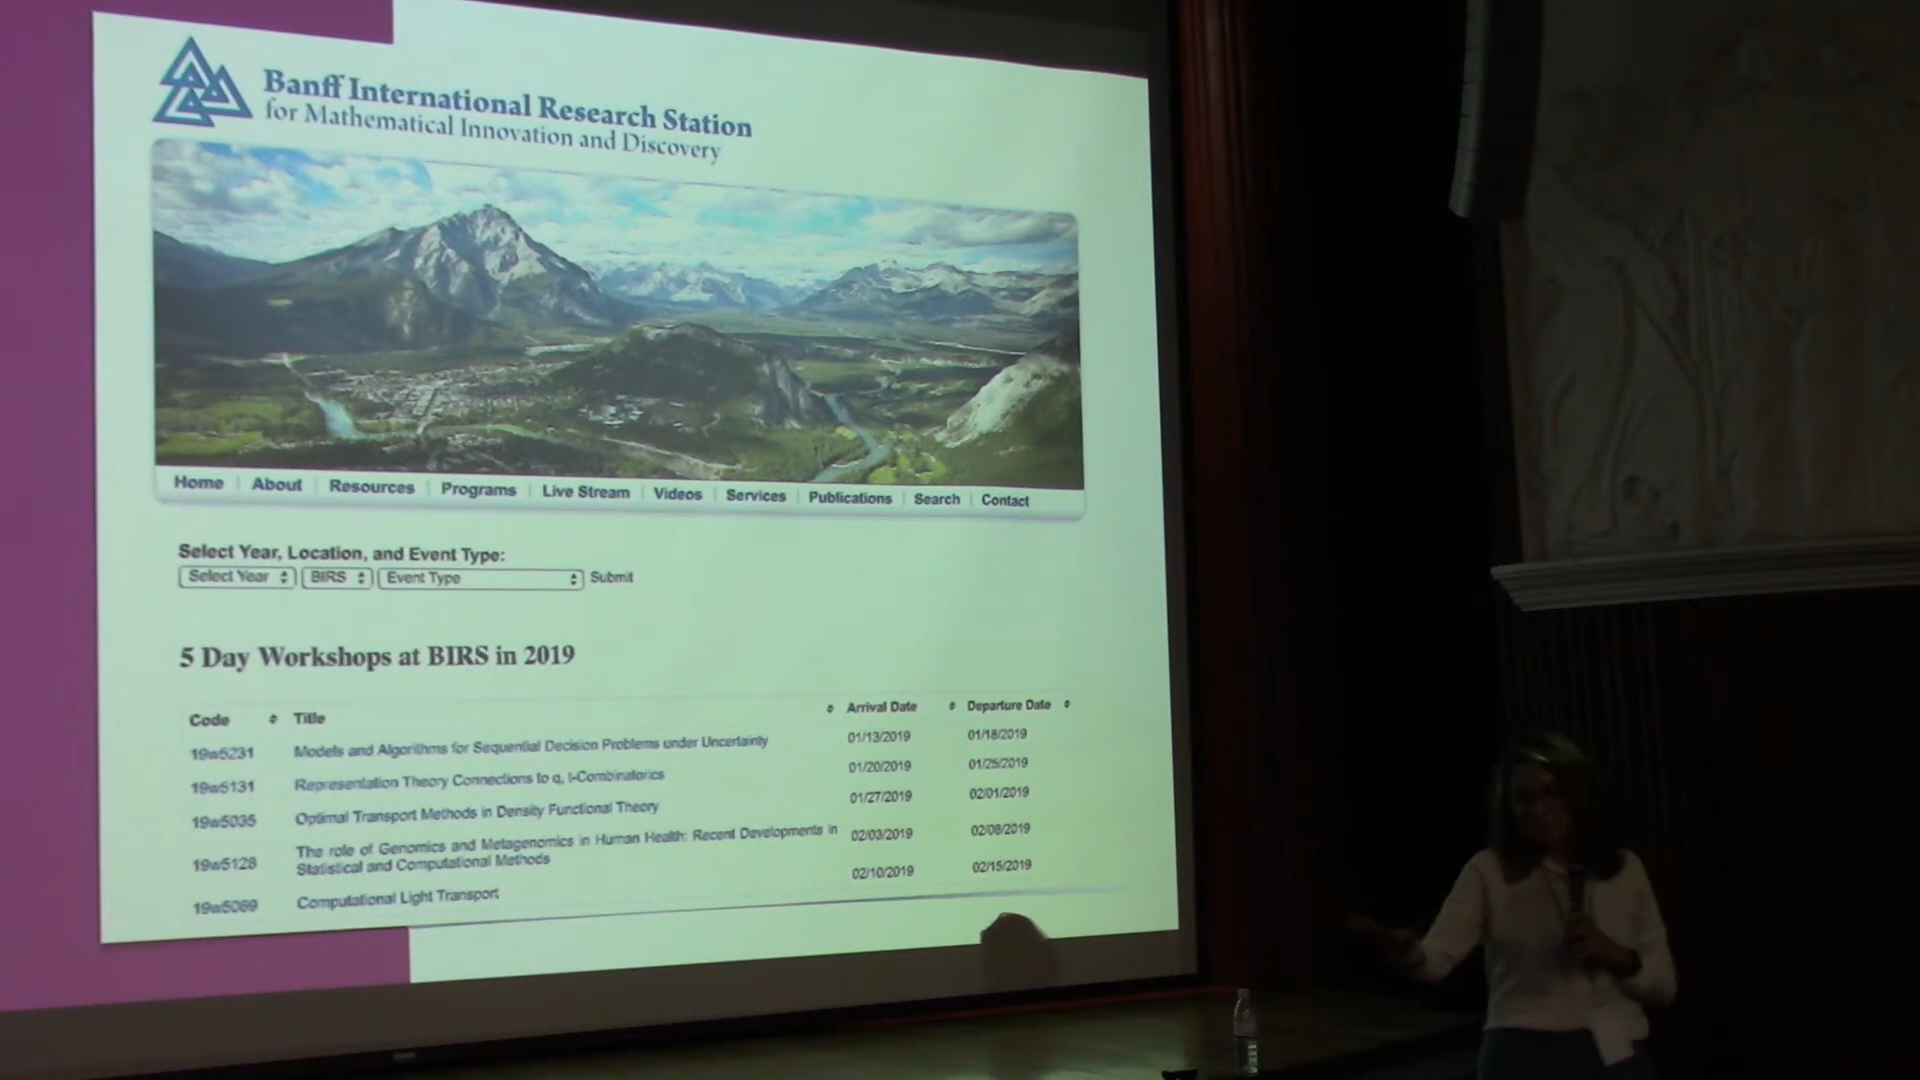 Banff International Research Station
for Mathematical Innovation and Discovery
Home About Resources Programs Live Stream Videos Services Publications Search Contact
Select Year, Location, and Event Type:
Select Year BIRS Event Type Submit
5 Day Workshops at BIRS in 2019
Code Title Arrival Date Departure Date
19w5231 Models and Algorithms for Sequential Decision Problems under Uncertainty 01/13/2019 01/18/2019
19w5131 Representation Theory Connections to q, t-Combinatorics 01/20/2019 01/25/2019
19w5035 Optimal Transport Methods in Density Functional Theory 01/27/2019 02/01/2019
19w5128 The role of Genomics and Metagenomics in Human Health: Recent Developments in 02/03/2019 02/08/2019
Statistical and Computational Methods
19w5069 Computational Light Transport 02/10/2019 02/15/2019